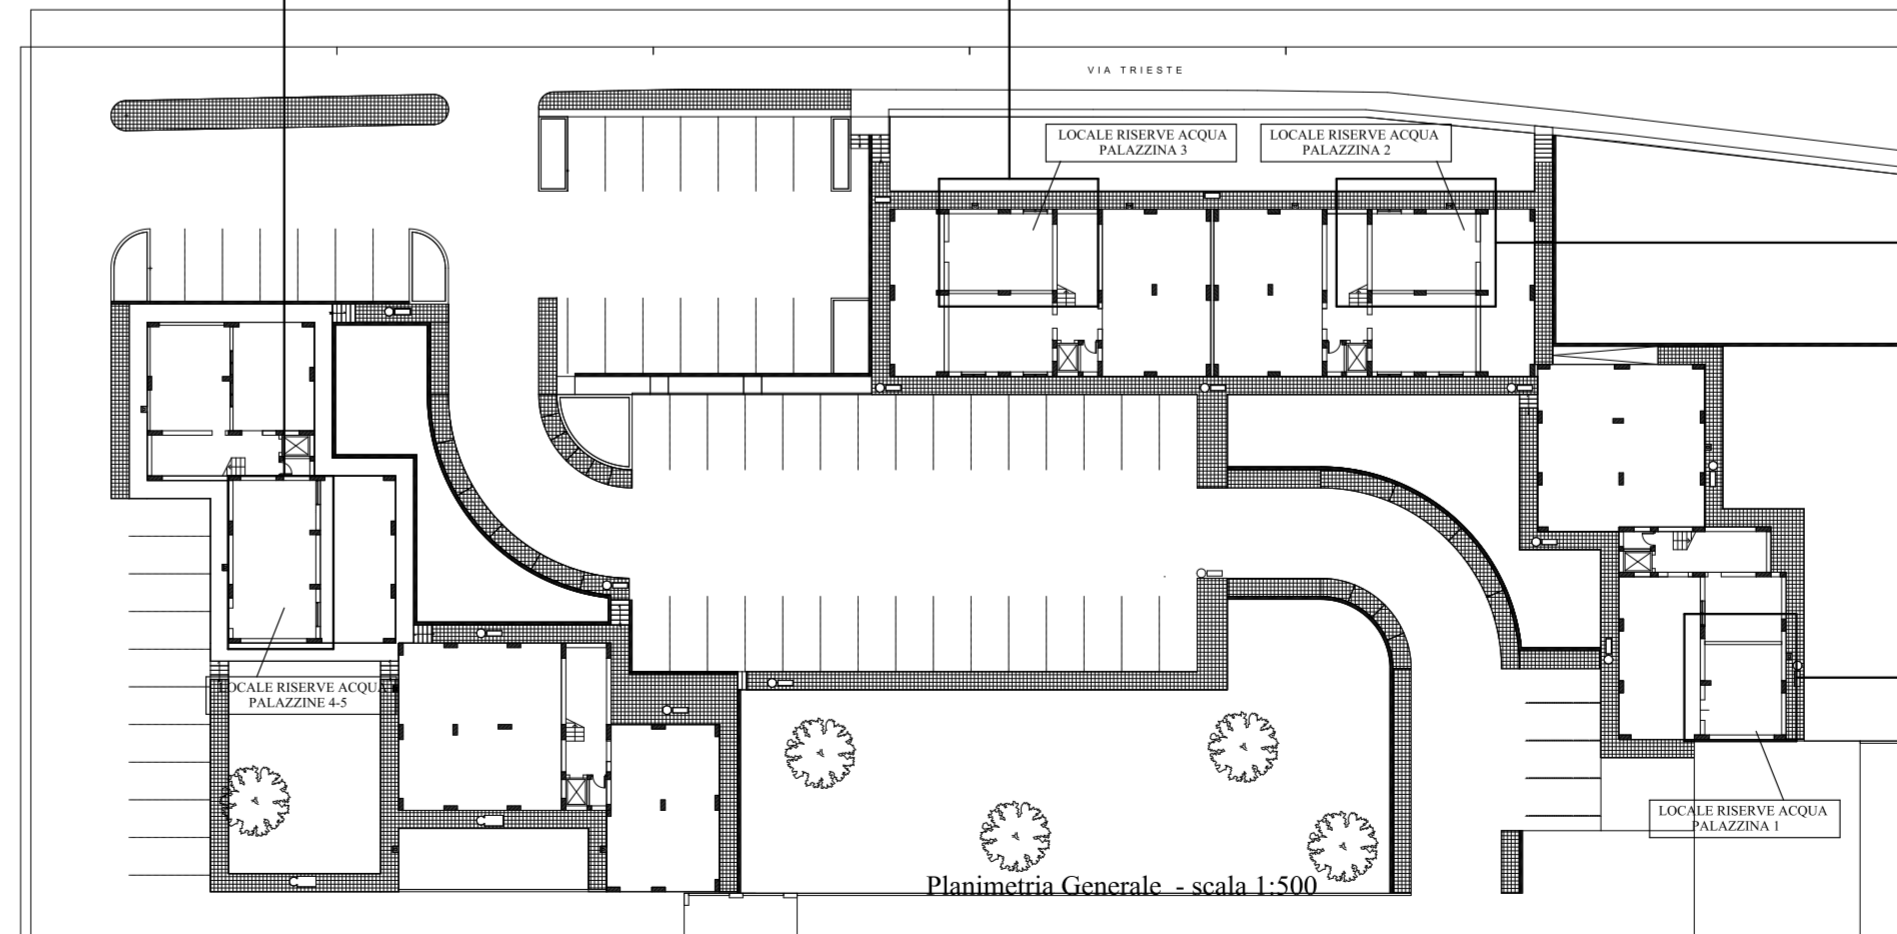 VIA TRIESTE
LOCALE RISERVE ACQUA
PALAZZINA 3
LOCALE RISERVE ACQUA
PALAZZINA 2
LOCALE RISERVE ACQUA
PALAZZINE 4-5
LOCALE RISERVE ACQUA
PALAZZINA 1
Planimetria Generale - scala 1:500